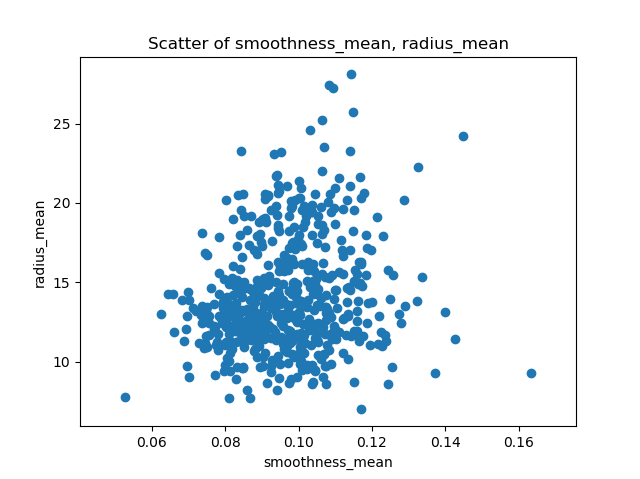 Scatter of smoothness_mean, radius_mean
25
20
15
10
radius_mean
0.06 0.08 0.10 0.12 0.14 0.16
smoothness_mean